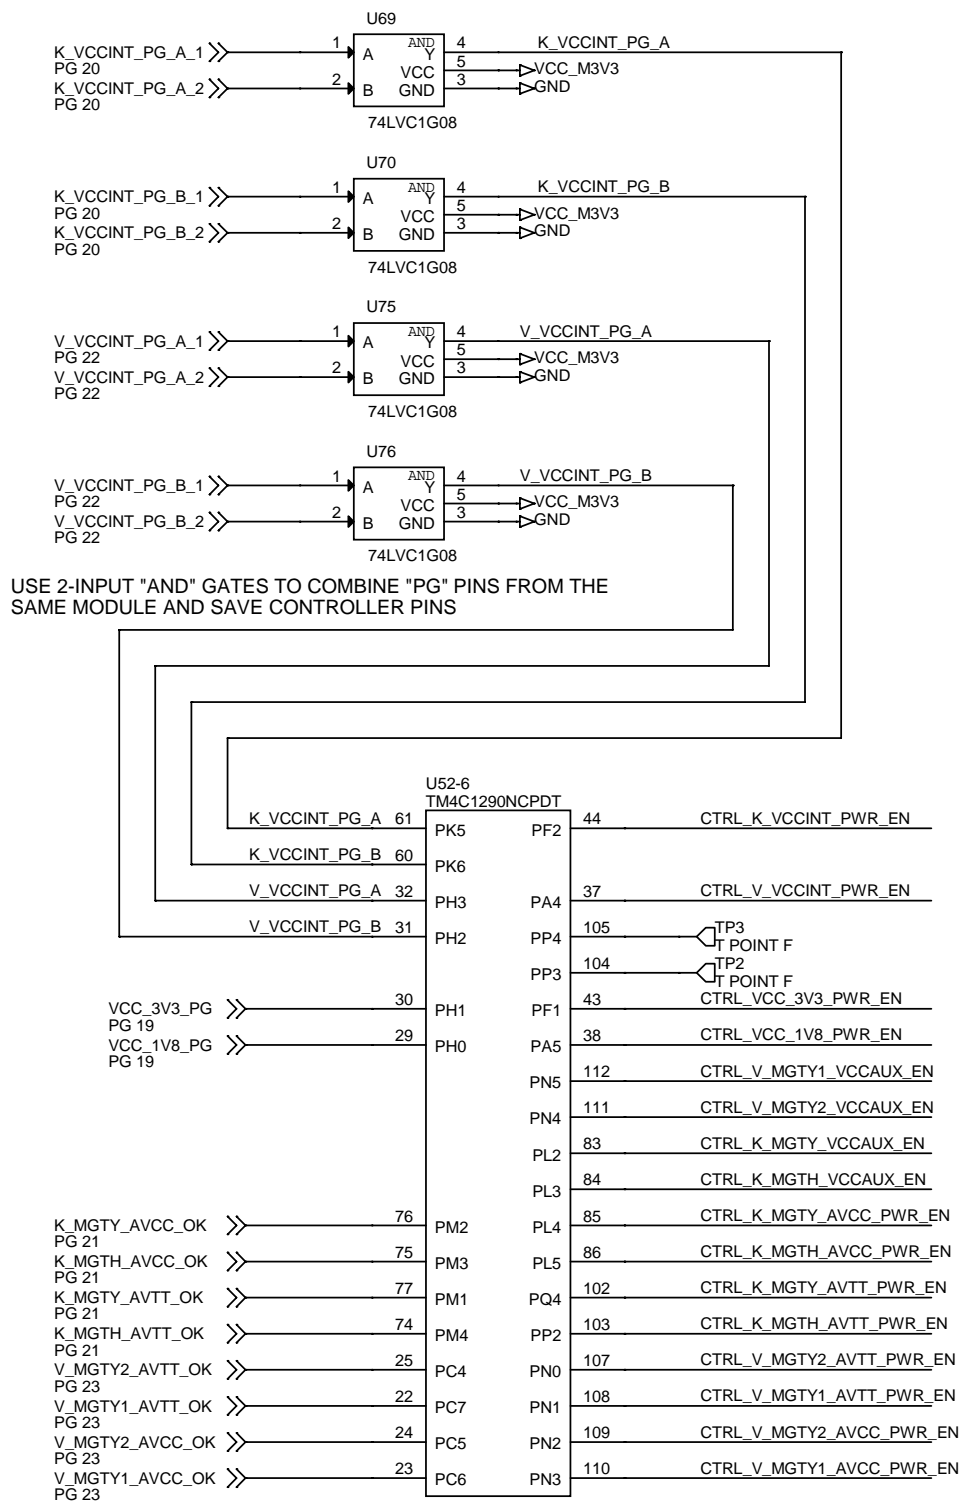 U69
K_VCCINT_PG_A_1 1 A AND Y 4 K_VCCINT_PG_A
PG 20
VCC 5 VCC_M3V3
K_VCCINT_PG_A_2 2 B GND 3 GND
PG 20
74LVC1G08
U70
K_VCCINT_PG_B_1 1 A AND Y 4 K_VCCINT_PG_B
PG 20
VCC 5 VCC_M3V3
K_VCCINT_PG_B_2 2 B GND 3 GND
PG 20
74LVC1G08
U75
V_VCCINT_PG_A_1 1 A AND Y 4 V_VCCINT_PG_A
PG 22
VCC 5 VCC_M3V3
V_VCCINT_PG_A_2 2 B GND 3 GND
PG 22
74LVC1G08
U76
V_VCCINT_PG_B_1 1 A AND Y 4 V_VCCINT_PG_B
PG 22
VCC 5 VCC_M3V3
V_VCCINT_PG_B_2 2 B GND 3 GND
PG 22
74LVC1G08
USE 2-INPUT "AND" GATES TO COMBINE "PG" PINS FROM THE
SAME MODULE AND SAVE CONTROLLER PINS
U52-6
TM4C1290NCPDT
K_VCCINT_PG_A 61 PK5 PF2 44 CTRL_K_VCCINT_PWR_EN
K_VCCINT_PG_B 60 PK6
V_VCCINT_PG_A 32 PH3 PA4 37 CTRL_V_VCCINT_PWR_EN
V_VCCINT_PG_B 31 PH2 PP4 105 TP3
T POINT F
PP3 104 TP2
T POINT F
VCC_3V3_PG 30 PH1 PF1 43 CTRL_VCC_3V3_PWR_EN
PG 19
VCC_1V8_PG 29 PH0 PA5 38 CTRL_VCC_1V8_PWR_EN
PG 19
PN5 112 CTRL_V_MGTY1_VCCAUX_EN
PN4 111 CTRL_V_MGTY2_VCCAUX_EN
PL2 83 CTRL_K_MGTY_VCCAUX_EN
PL3 84 CTRL_K_MGTH_VCCAUX_EN
K_MGTY_AVCC_OK 76 PM2 PL4 85 CTRL_K_MGTY_AVCC_PWR_EN
PG 21
K_MGTH_AVCC_OK 75 PM3 PL5 86 CTRL_K_MGTH_AVCC_PWR_EN
PG 21
K_MGTY_AVTT_OK 77 PM1 PQ4 102 CTRL_K_MGTY_AVTT_PWR_EN
PG 21
K_MGTH_AVTT_OK 74 PM4 PP2 103 CTRL_K_MGTH_AVTT_PWR_EN
PG 21
V_MGTY2_AVTT_OK 25 PC4 PN0 107 CTRL_V_MGTY2_AVTT_PWR_EN
PG 23
V_MGTY1_AVTT_OK 22 PC7 PN1 108 CTRL_V_MGTY1_AVTT_PWR_EN
PG 23
V_MGTY2_AVCC_OK 24 PC5 PN2 109 CTRL_V_MGTY2_AVCC_PWR_EN
PG 23
V_MGTY1_AVCC_OK 23 PC6 PN3 110 CTRL_V_MGTY1_AVCC_PWR_EN
PG 23